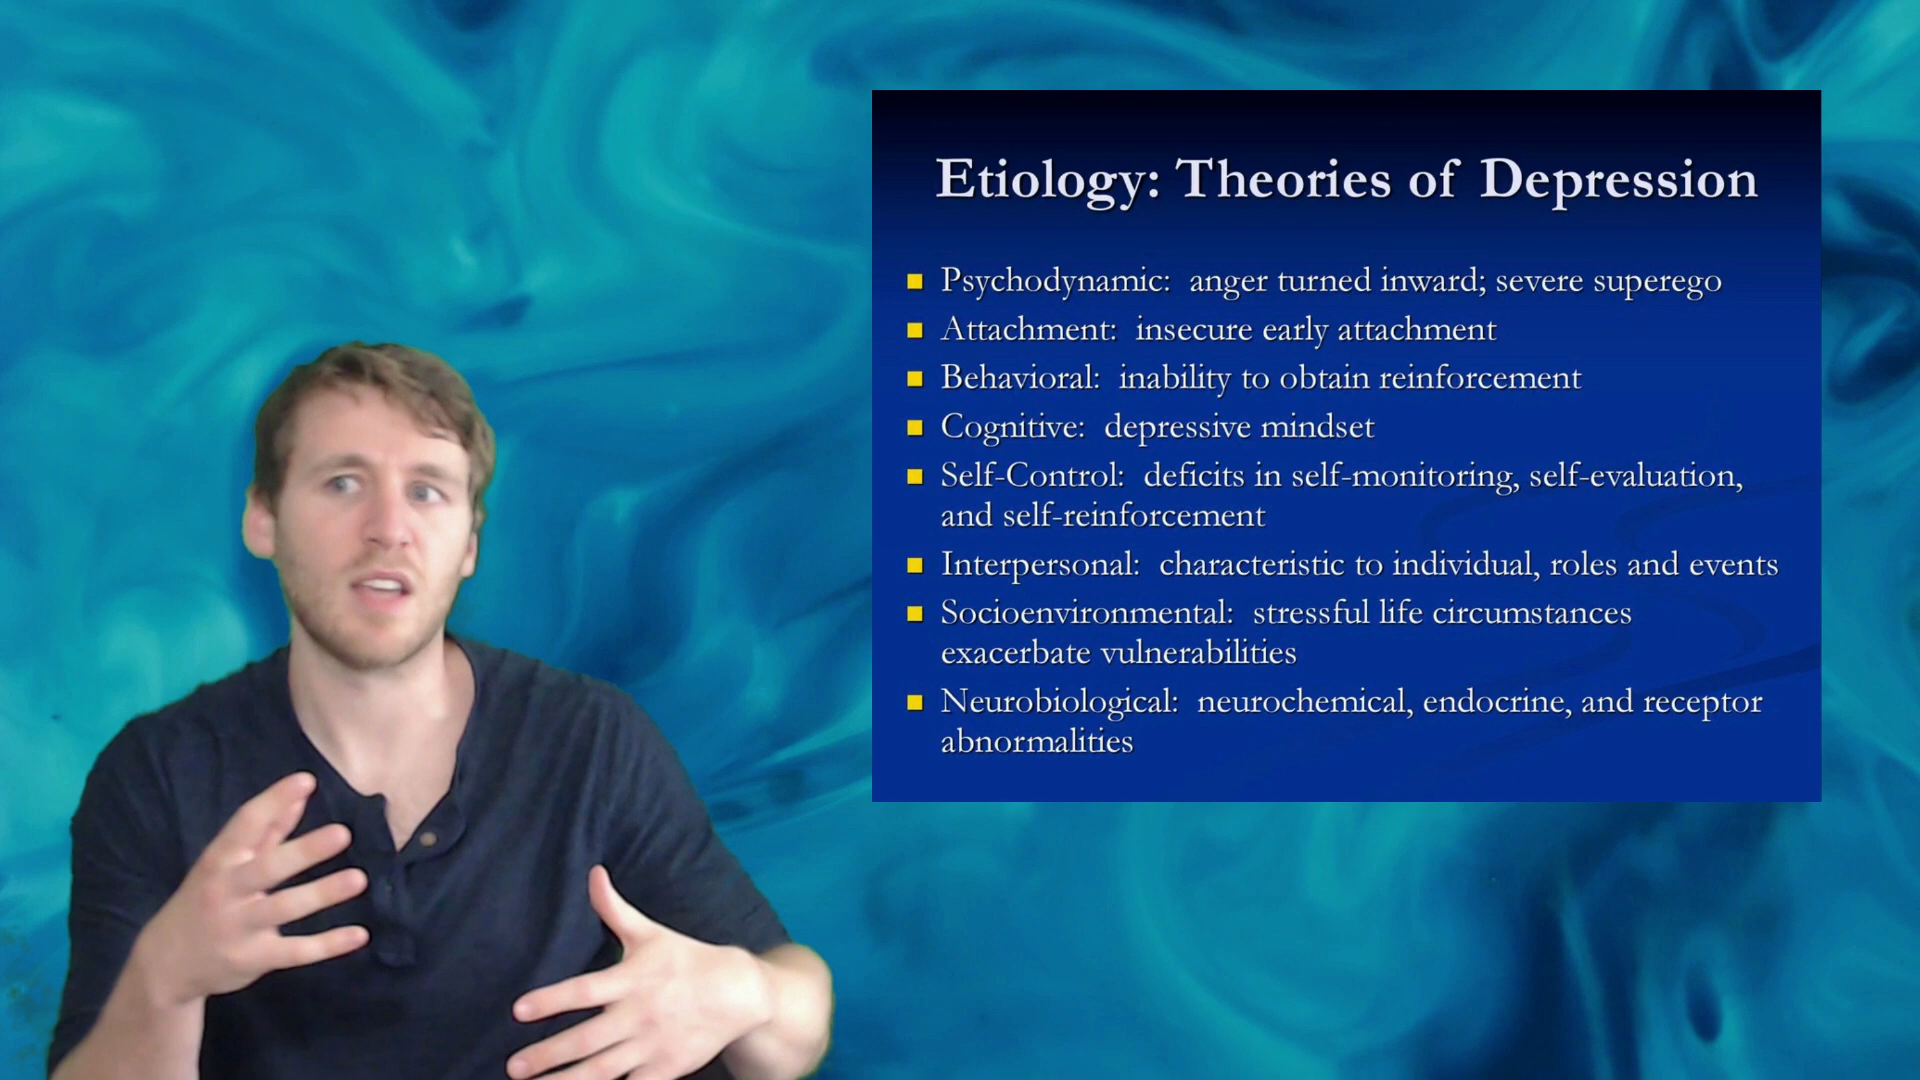 Etiology: Theories of Depression
Psychodynamic: anger turned inward; severe superego
Attachment: insecure early attachment
Behavioral: inability to obtain reinforcement
Cognitive: depressive mindset
Self-Control: deficits in self-monitoring, self-evaluation,
and self-reinforcement
Interpersonal: characteristic to individual, roles and events
Socioenvironmental: stressful life circumstances
exacerbate vulnerabilities
Neurobiological: neurochemical, endocrine, and receptor
abnormalities